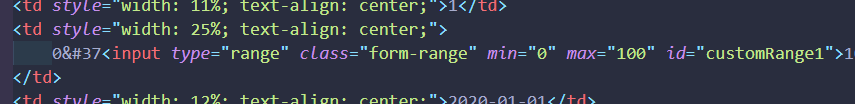 <td style="width: 11%; text-align: center;">1</td>
<td style="width: 25%; text-align: center;">
0&#37<input type="range" class="form-range" min="0" max="100" id="customRange1">1
</td>
<td style="width: 12%; text-align: center;">2020-01-01</td>